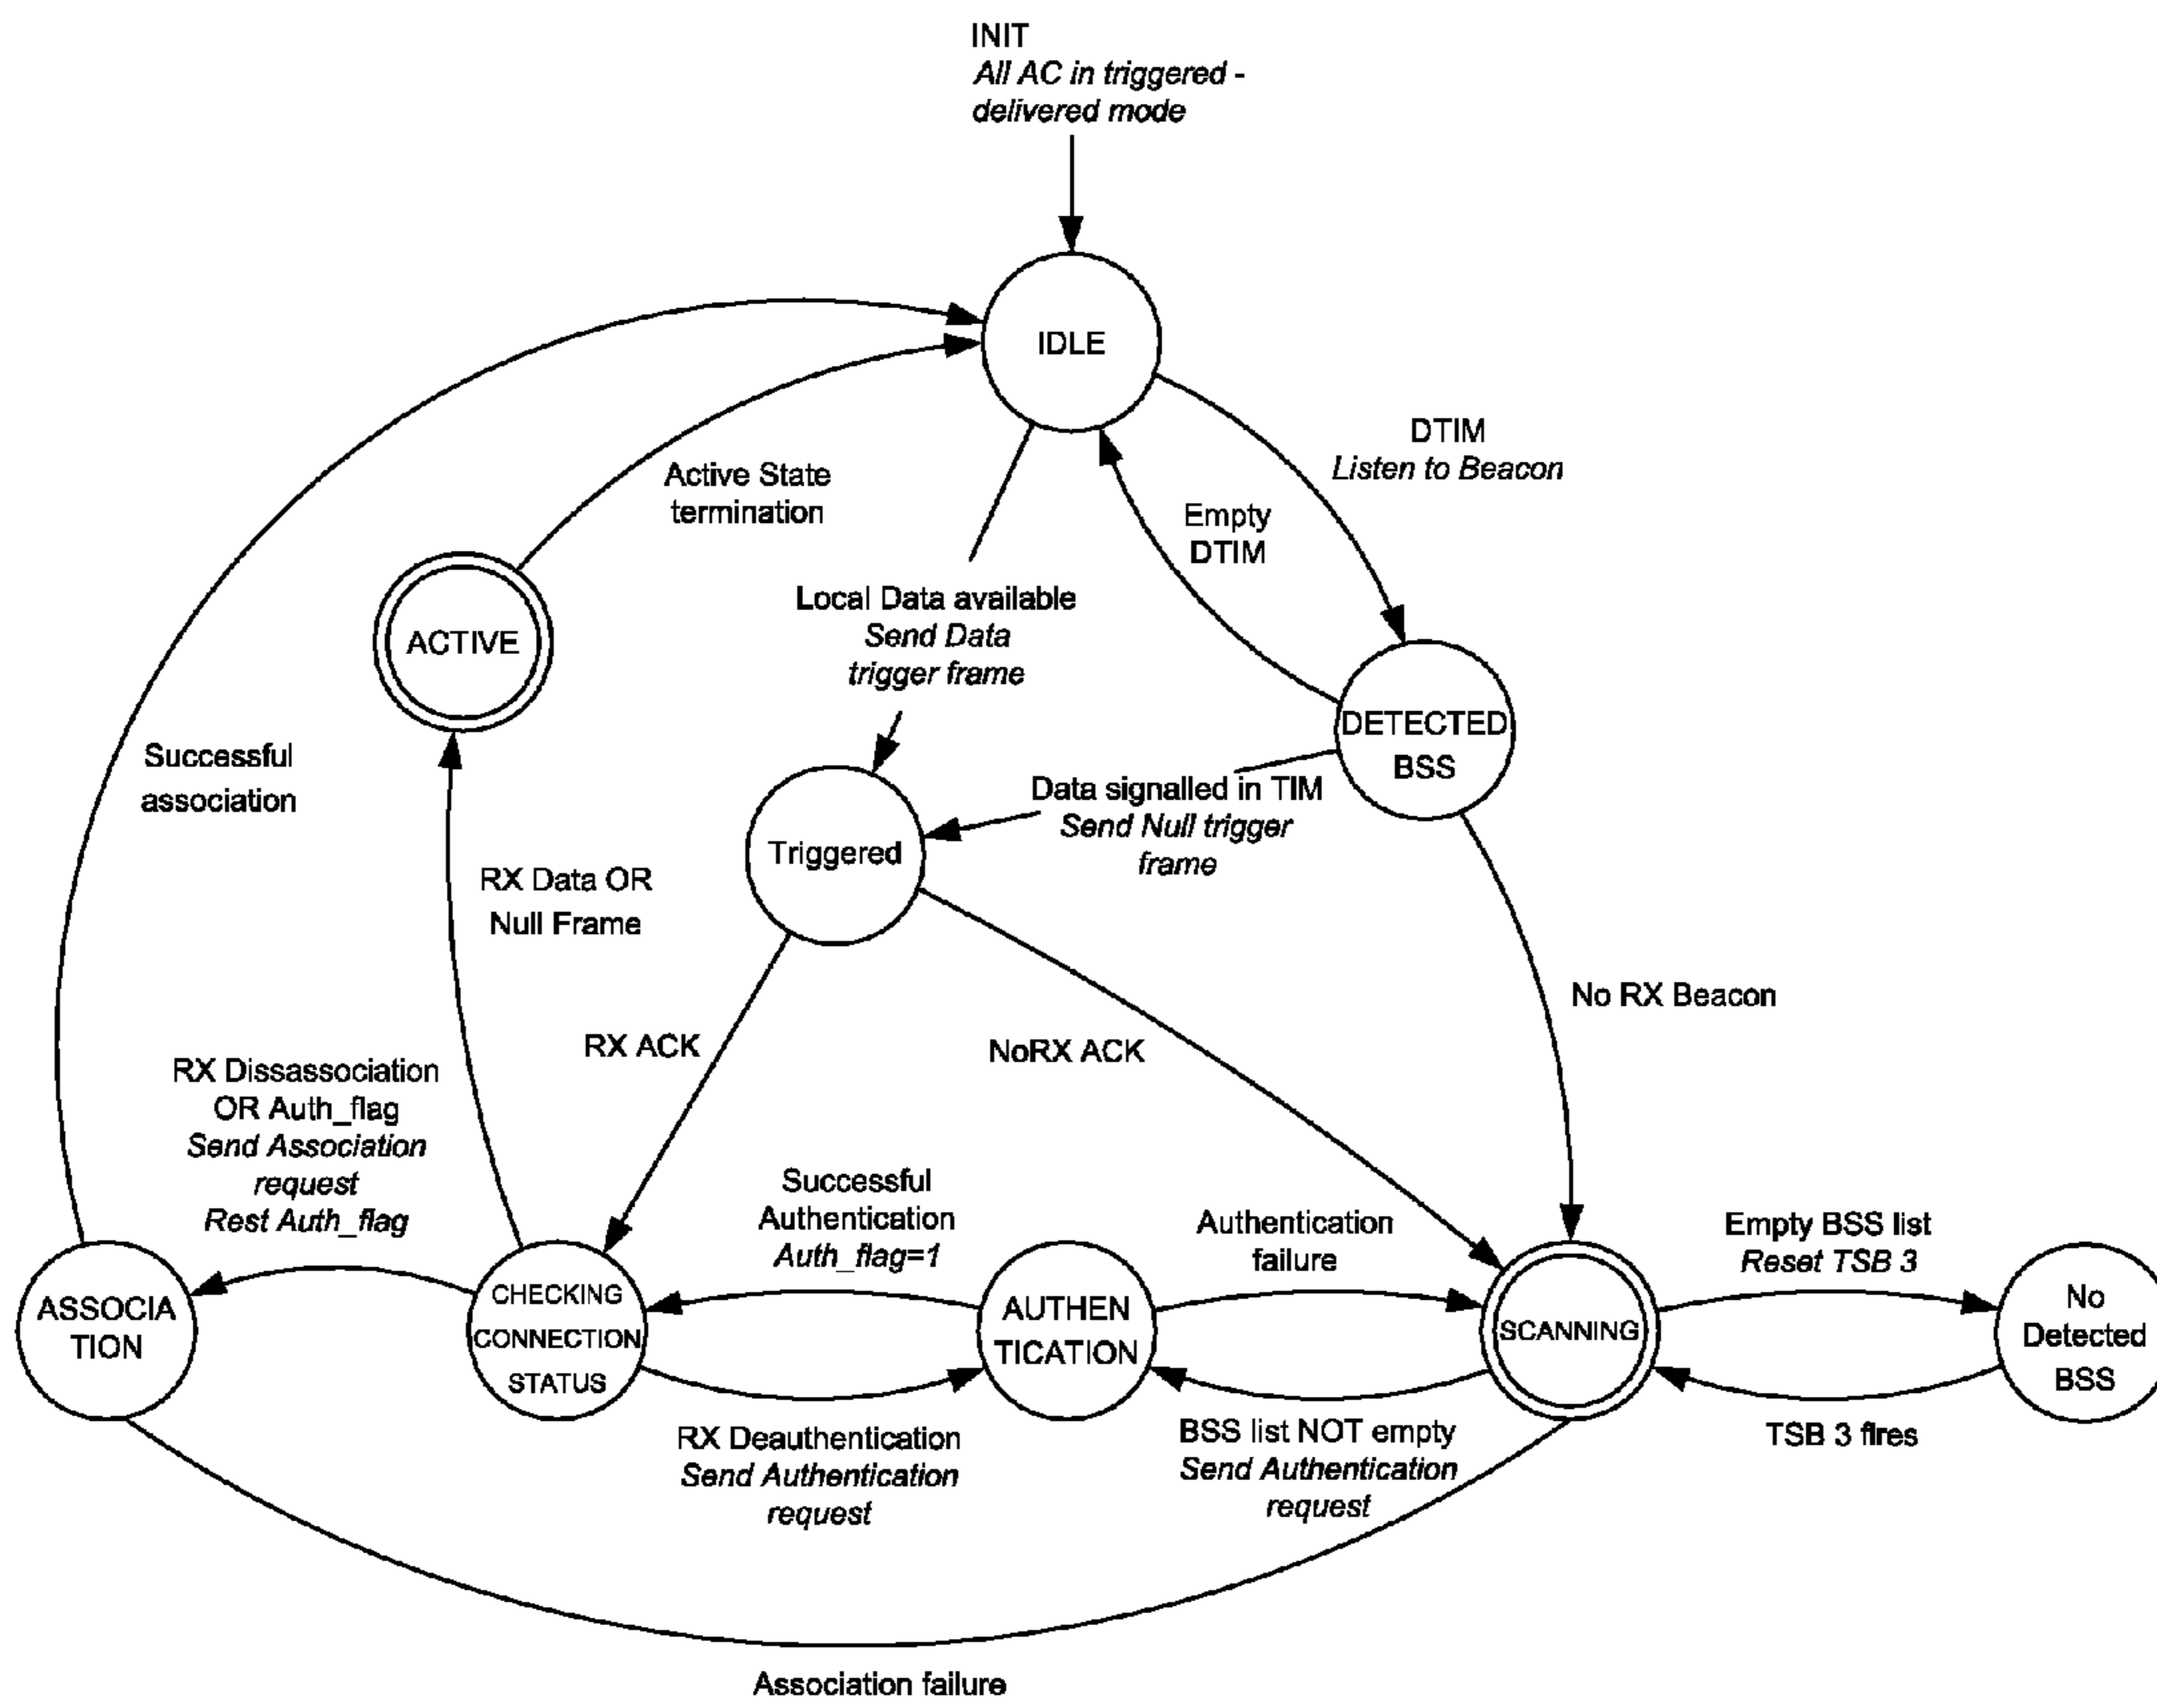 INIT
All AC in triggered -
delivered mode
IDLE
DTIM
Listen to Beacon
Empty
DTIM
Active State
termination
Local Data available
Send Data
trigger frame
ACTIVE
DETECTED
BSS
Successful
association
Data signalled in TIM
Send Null trigger
frame
Triggered
RX Data OR
Null Frame
No RX Beacon
RX ACK
NoRX ACK
RX Dissassociation
OR Auth_flag
Send Association
request
Rest Auth_flag
Successful
Authentication
Auth_flag=1
Authentication
failure
Empty BSS list
Reset TSB 3
ASSOCIA
TION
CHECKING
CONNECTION
STATUS
AUTHEN
TICATION
SCANNING
No
Detected
BSS
RX Deauthentication
Send Authentication
request
BSS list NOT empty
Send Authentication
request
TSB 3 fires
Association failure